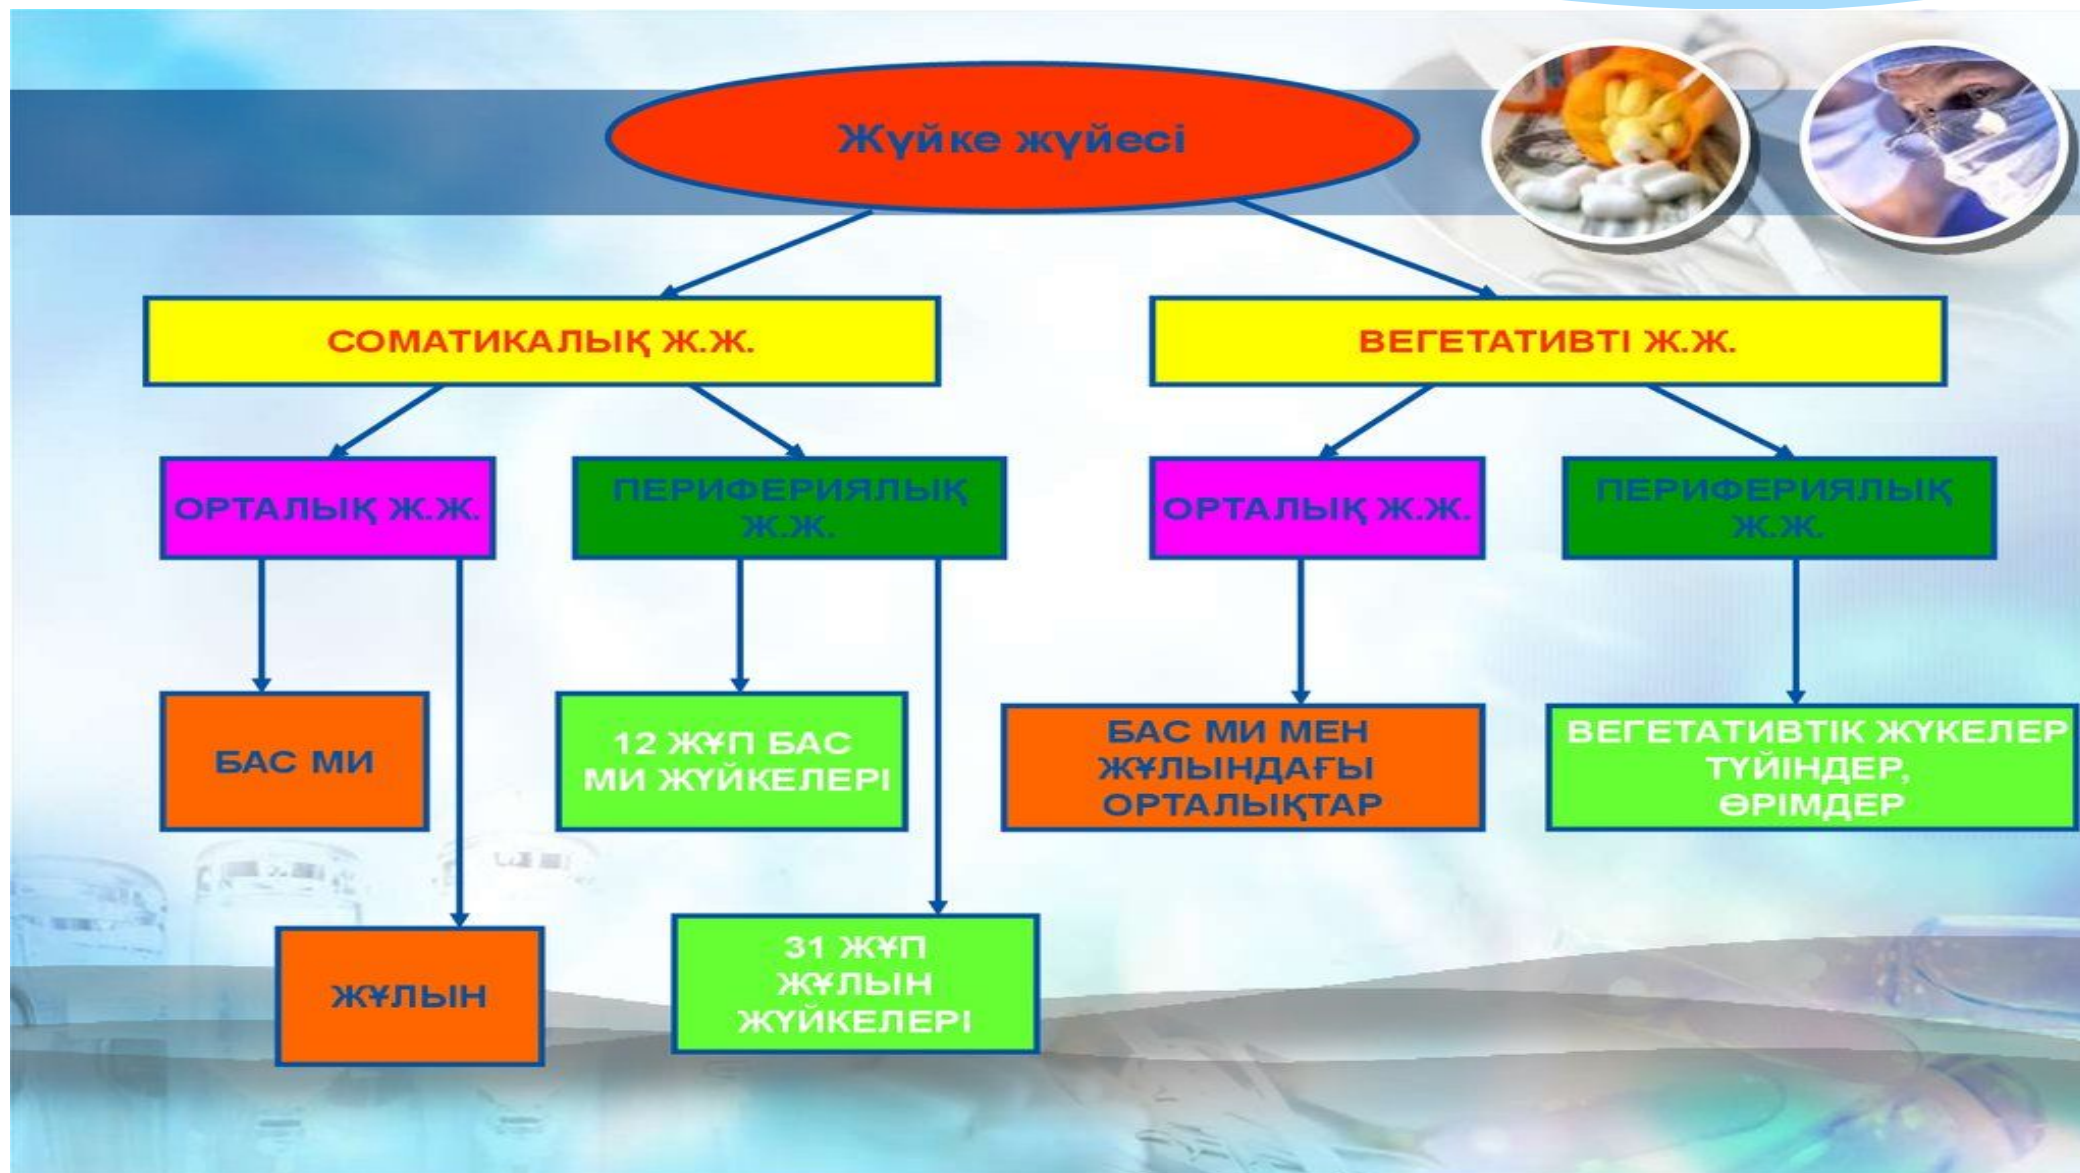 Жүйке жүйесі
СОМАТИКАЛЫҚ Ж.Ж.
ВЕГЕТАТИВТІ Ж.Ж.
ОРТАЛЫҚ Ж.Ж.
ПЕРИФЕРИЯЛЫҚ
Ж.Ж.
ОРТАЛЫҚ Ж.Ж.
ПЕРИФЕРИЯЛЫҚ
Ж.Ж.
БАС МИ
12 ЖҰП БАС
МИ ЖҮЙКЕЛЕРІ
БАС МИ МЕН
ЖҰЛЫНДАҒЫ
ОРТАЛЫҚТАР
ВЕГЕТАТИВТІК ЖҮКЕЛЕР
ТҮЙІНДЕР,
ӨРІМДЕР
ЖҰЛЫН
31 ЖҰП
ЖҰЛЫН
ЖҮЙКЕЛЕРІ